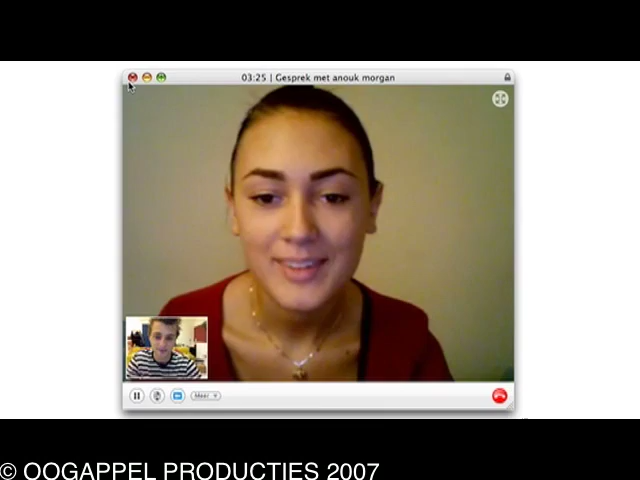 03:25 | Gesprek met anouk morgan
Meer
© OOGAPPEL PRODUCTIES 2007